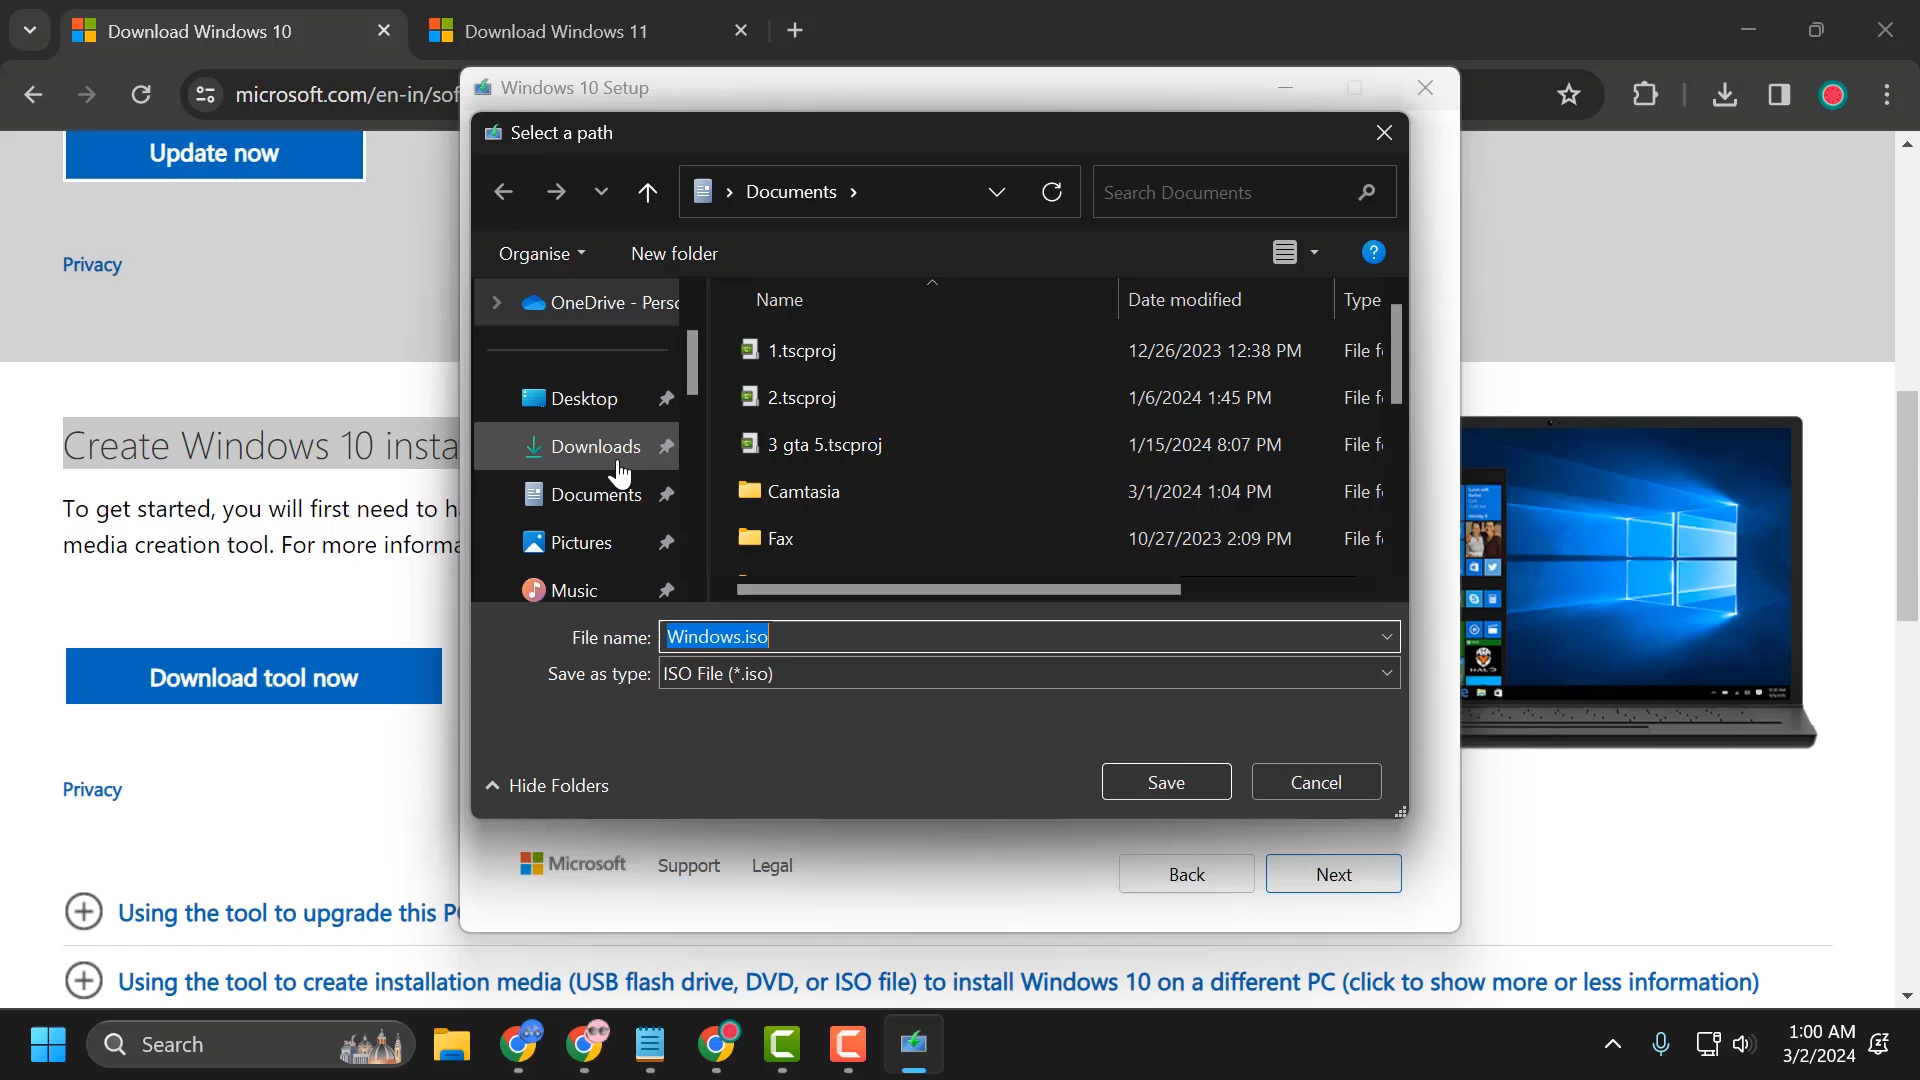 Download Windows 10
Download Windows 11
microsoft.com/en-in/sof
Windows 10 Setup
Select a path
Update now
Documents
Search Documents
Organise
New folder
?
Privacy
OneDrive - Perso
Name
Date modified
Type
1.tscproj
12/26/2023 12:38 PM
File f
Desktop
2.tscproj
1/6/2024 1:45 PM
File f
Create Windows 10 insta
Downloads
3 gta 5.tscproj
1/15/2024 8:07 PM
File f
Documents
Camtasia
3/1/2024 1:04 PM
File f
To get started, you will first need to ha
media creation tool. For more informa
Pictures
Fax
10/27/2023 2:09 PM
File f
Music
File name:
Windows.iso
Save as type:
ISO File (*.iso)
Download tool now
Hide Folders
Save
Cancel
Privacy
Microsoft
Support
Legal
Back
Next
Using the tool to upgrade this P
Using the tool to create installation media (USB flash drive, DVD, or ISO file) to install Windows 10 on a different PC (click to show more or less information)
Search
1:00 AM
3/2/2024